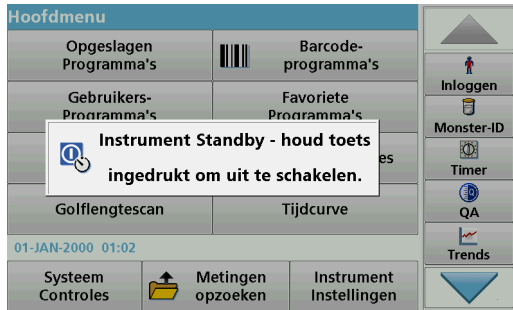 Hoofdmenu
Opgeslagen
Programma's
Barcode-
programma's
Gebruikers-
Programma's
Favoriete
Programma's
Instrument Standby - houd toets
ingedrukt om uit te schakelen.
es
Golflengtescan
Tijdcurve
01-JAN-2000 01:02
Systeem
Controles
Metingen
opzoeken
Instrument
Instellingen
Inloggen
Monster-ID
Timer
QA
Trends